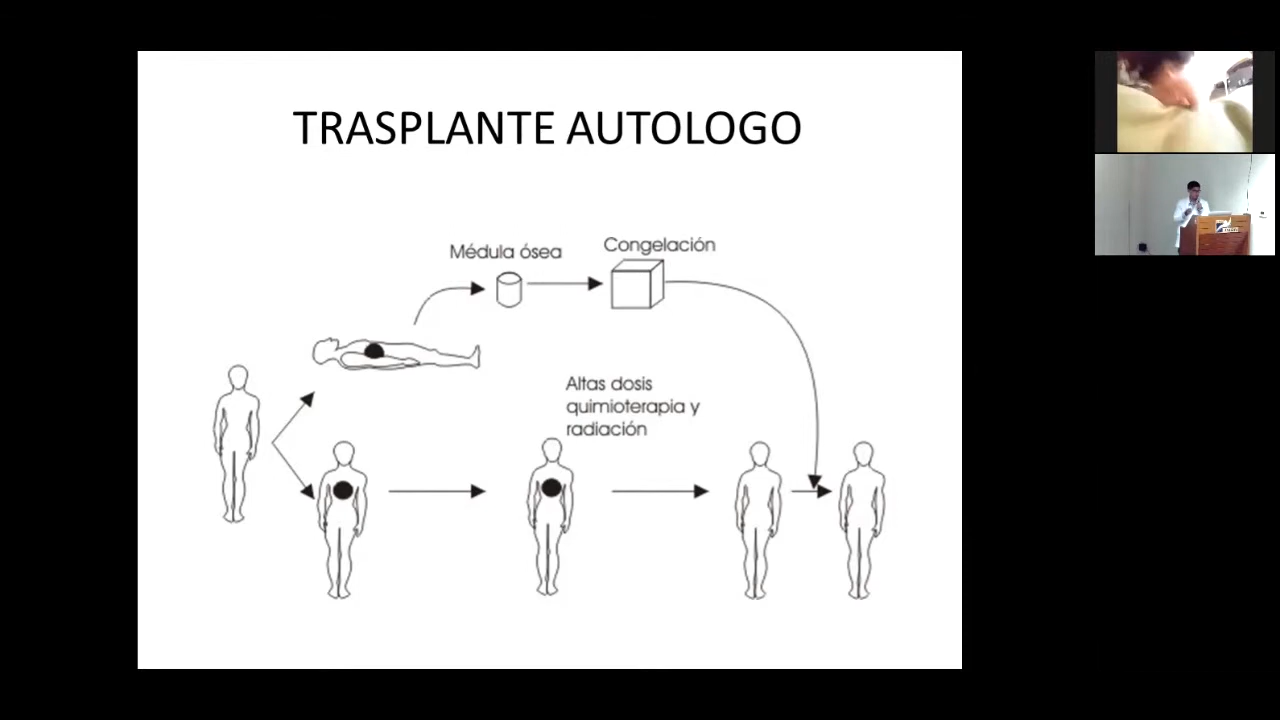 TRASPLANTE AUTOLOGO
Médula ósea
Congelación
Altas dosis
quimioterapia y
radiación